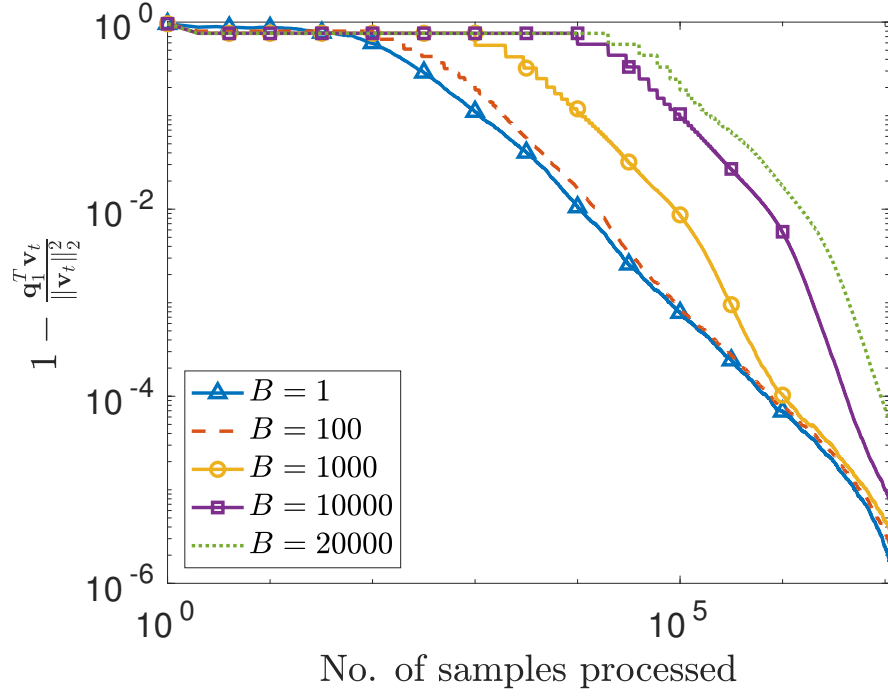 10^0
10^-2
10^-4
10^-6
1 − q_1^T v_t / ‖v_t‖_2^2
B = 1
B = 100
B = 1000
B = 10000
B = 20000
10^0
10^5
No. of samples processed